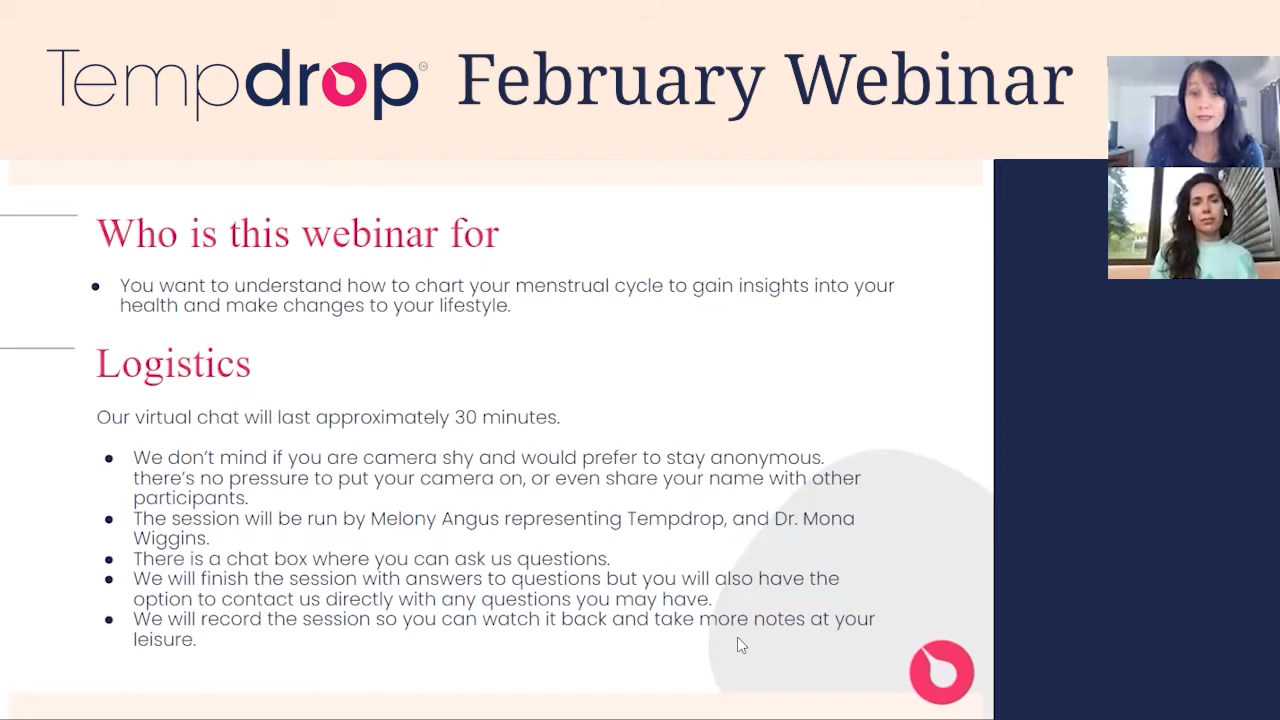 Tempdrop™ February Webinar
Who is this webinar for
• You want to understand how to chart your menstrual cycle to gain insights into your
health and make changes to your lifestyle.
Logistics
Our virtual chat will last approximately 30 minutes.
• We don't mind if you are camera shy and would prefer to stay anonymous.
there's no pressure to put your camera on, or even share your name with other
participants.
• The session will be run by Melony Angus representing Tempdrop, and Dr. Mona
Wiggins.
• There is a chat box where you can ask us questions.
• We will finish the session with answers to questions but you will also have the
option to contact us directly with any questions you may have.
• We will record the session so you can watch it back and take more notes at your
leisure.